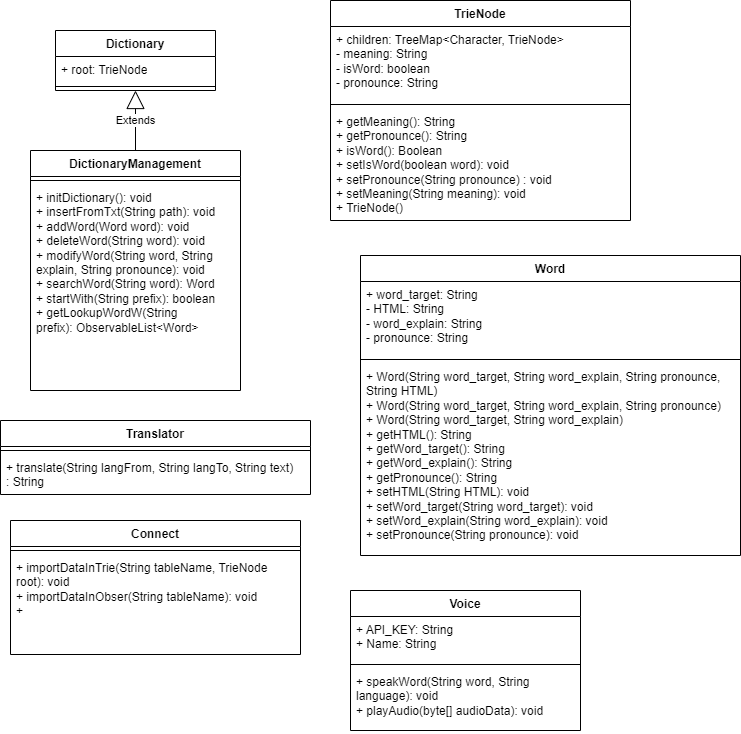 Dictionary
+ root: TrieNode
Extends
DictionaryManagement
+ initDictionary(): void
+ insertFromTxt(String path): void
+ addWord(Word word): void
+ deleteWord(String word): void
+ modifyWord(String word, String
explain, String pronounce): void
+ searchWord(String word): Word
+ startWith(String prefix): boolean
+ getLookupWordW(String
prefix): ObservableList<Word>
Translator
+ translate(String langFrom, String langTo, String text)
: String
Connect
+ importDataInTrie(String tableName, TrieNode
root): void
+ importDataInObser(String tableName): void
+
TrieNode
+ children: TreeMap<Character, TrieNode>
- meaning: String
- isWord: boolean
- pronounce: String
+ getMeaning(): String
+ getPronounce(): String
+ isWord(): Boolean
+ setIsWord(boolean word): void
+ setPronounce(String pronounce) : void
+ setMeaning(String meaning): void
+ TrieNode()
Word
+ word_target: String
- HTML: String
- word_explain: String
- pronounce: String
+ Word(String word_target, String word_explain, String pronounce,
String HTML)
+ Word(String word_target, String word_explain, String pronounce)
+ Word(String word_target, String word_explain)
+ getHTML(): String
+ getWord_target(): String
+ getWord_explain(): String
+ getPronounce(): String
+ setHTML(String HTML): void
+ setWord_target(String word_target): void
+ setWord_explain(String word_explain): void
+ setPronounce(String pronounce): void
Voice
+ API_KEY: String
+ Name: String
+ speakWord(String word, String
language): void
+ playAudio(byte[] audioData): void